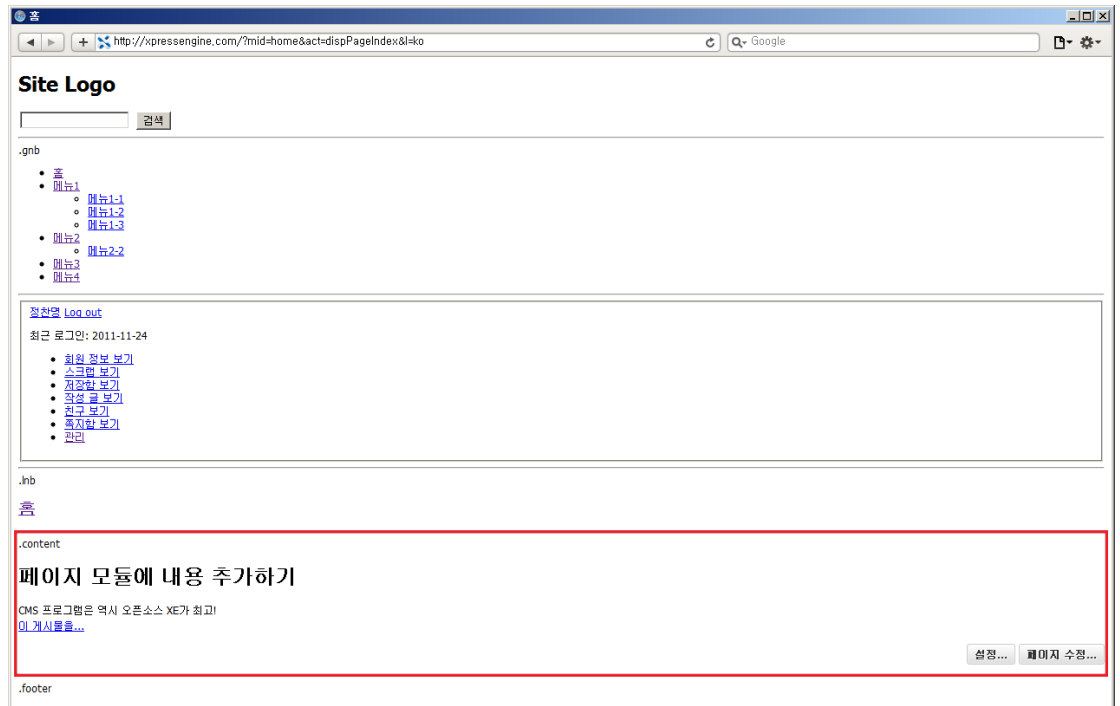 홈
http://xpressengine.com/?mid=home&act=dispPageIndex&l=ko
Google
Site Logo
검색
.gnb
홈
메뉴1
메뉴1-1
메뉴1-2
메뉴1-3
메뉴2
메뉴2-2
메뉴3
메뉴4
정찬명 Log out
최근 로그인: 2011-11-24
회원 정보 보기
스크랩 보기
저장함 보기
작성 글 보기
친구 보기
쪽지함 보기
관리
.lnb
홈
.content
페이지 모듈에 내용 추가하기
CMS 프로그램은 역시 오픈소스 XE가 최고!
이 게시물을...
설정... 페이지 수정...
.footer